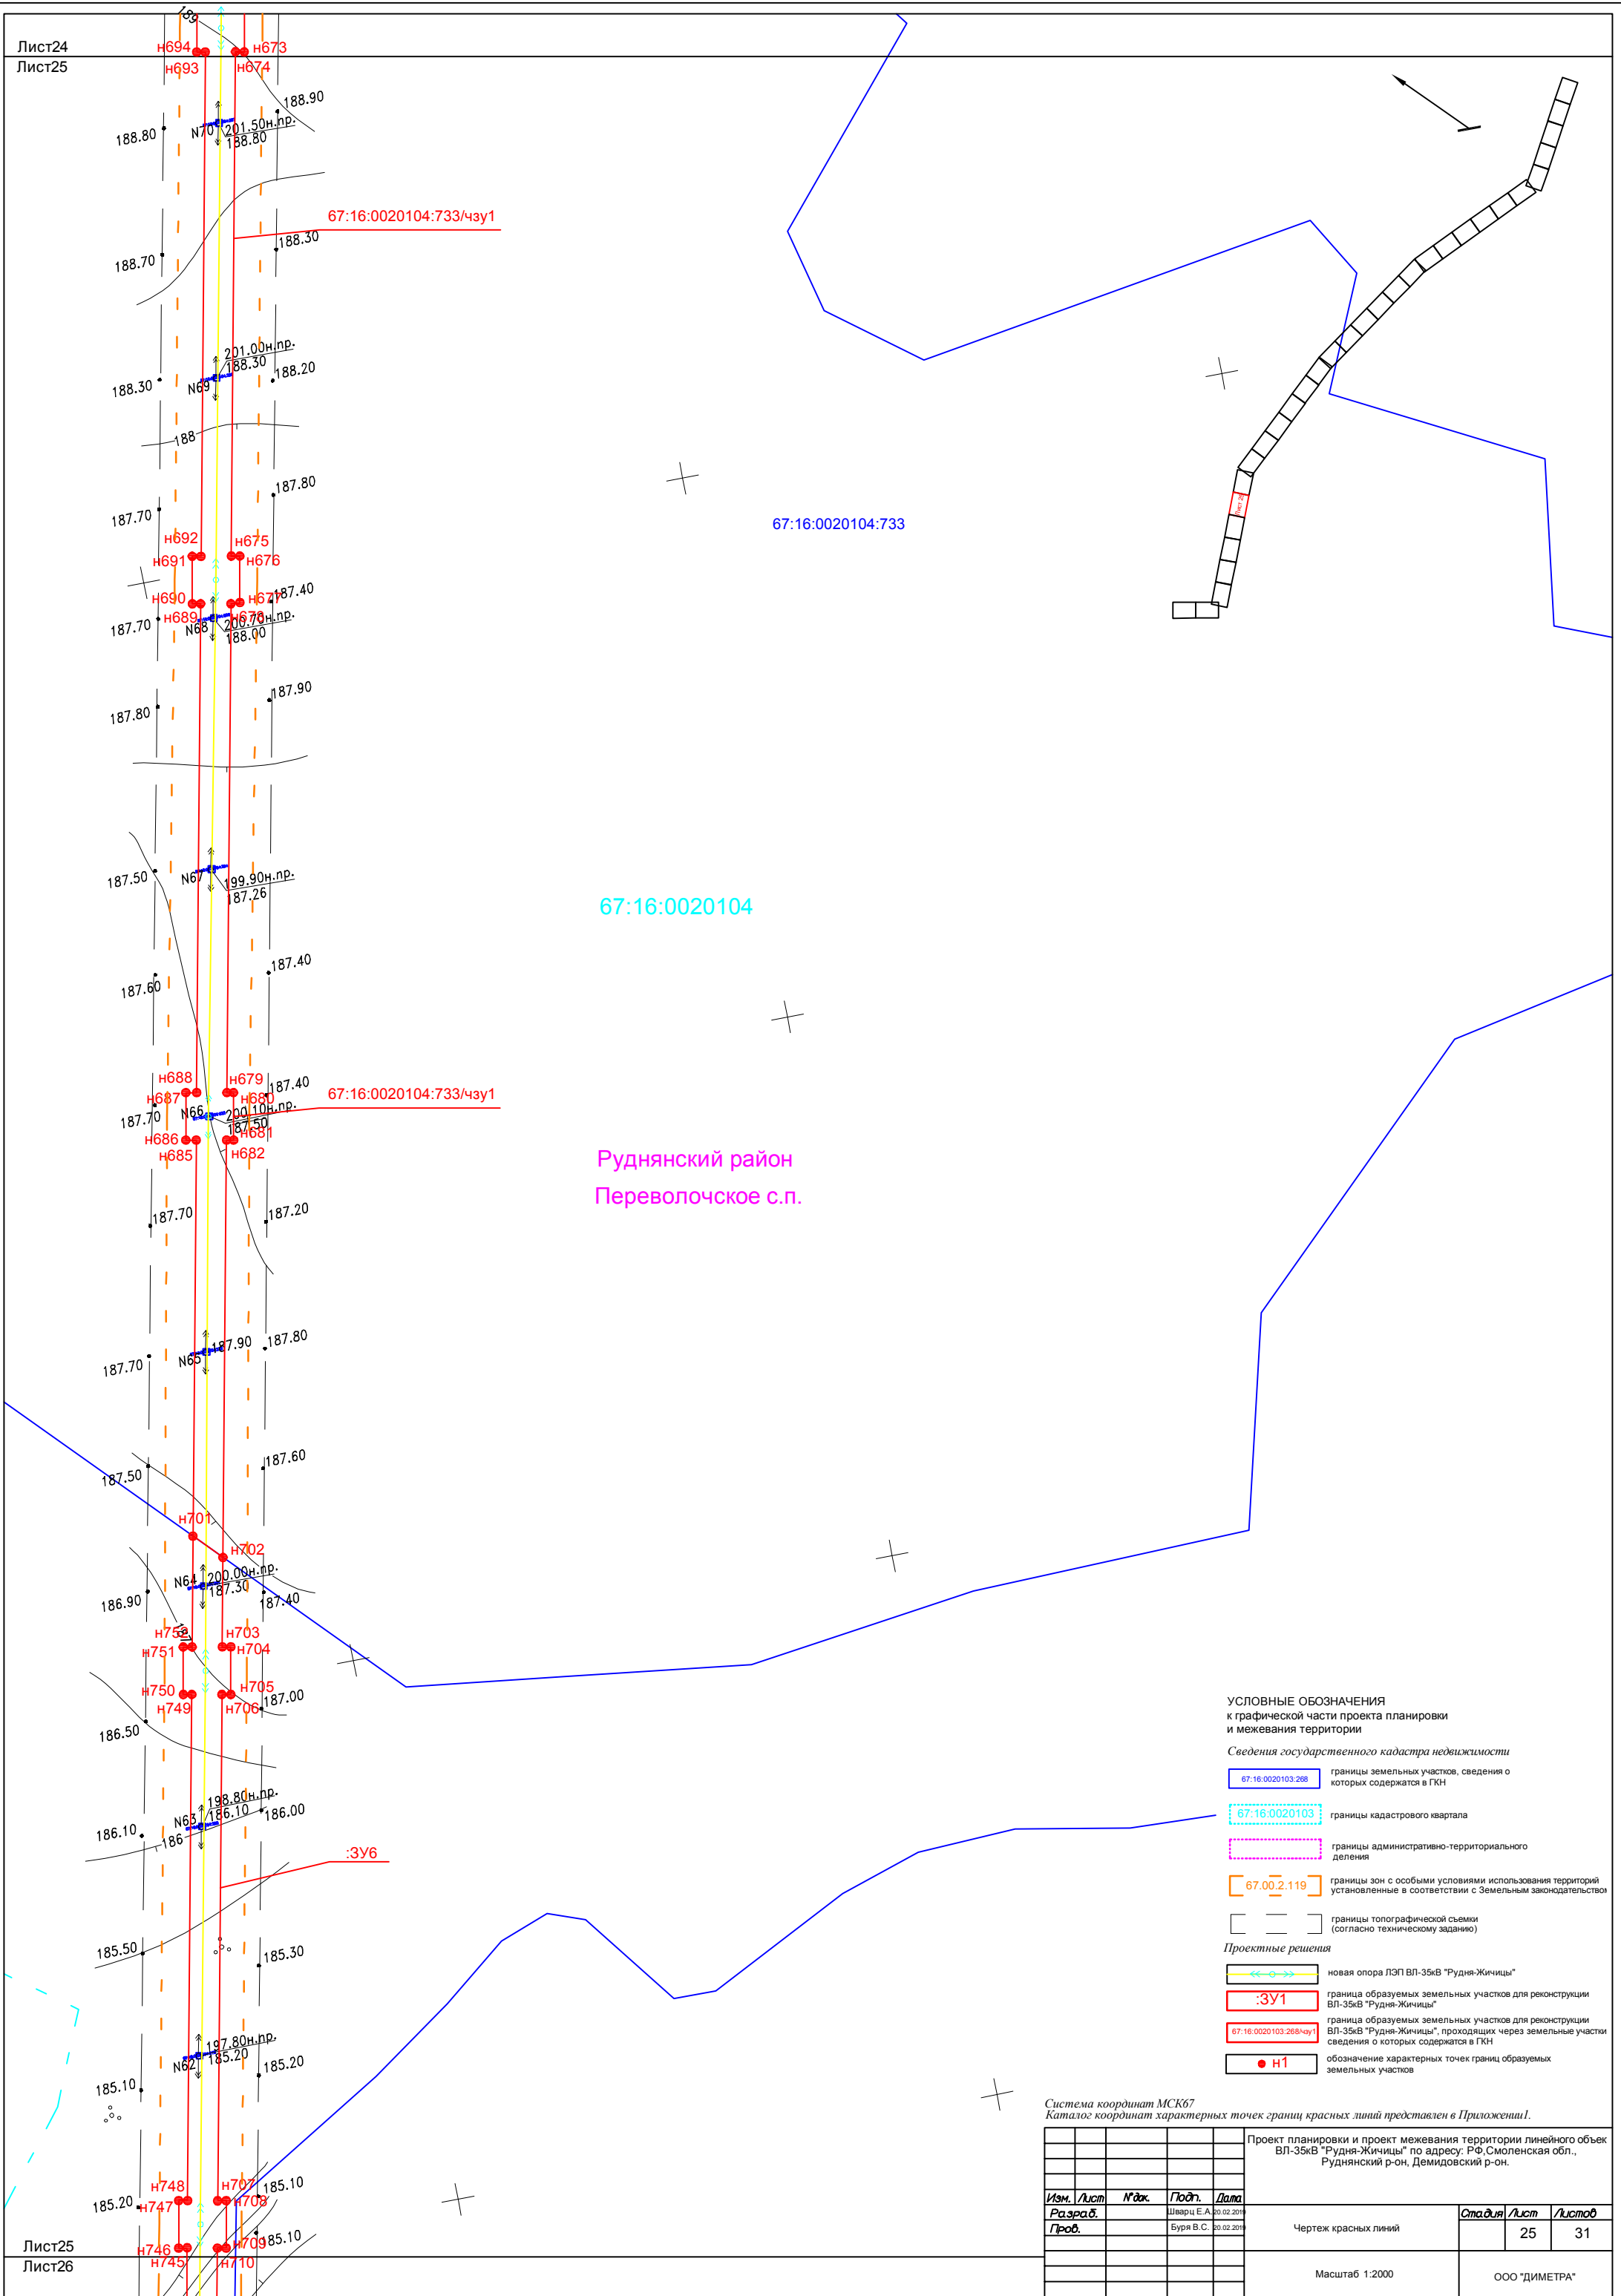 189
Лист24
н694
н673
Лист25
н693
н674
188.90
188.80
N70
201.50н.пр.
188.80
67:16:0020104:733/чзу1
188.30
188.70
201.00н.пр.
188.30
188.20
188.30
N69
188
187.80
187.70
67:16:0020104:733
Лист 25
н692
н675
н691
н676
н690
н677
187.40
н689
н678
187.70
N68
200.70н.пр.
188.00
187.90
187.80
187.50
N67
199.90н.пр.
187.26
67:16:0020104
187.40
187.60
н688
н679
187.40
н687
н680
67:16:0020104:733/чзу1
187.70
N66
200.10н.пр.
187.50
н686
н681
н685
н682
Руднянский район
Переволочское с.п.
187.70
187.20
187.90
187.80
187.70
N65
187.60
187.50
н701
н702
N64
200.00н.пр.
187.30
186.90
187.40
187
н752
н703
н751
н704
н750
н705
н749
н706
187.00
186.50
198.80н.пр.
N63
186.10
186.00
186.10
186
:ЗУ6
185.50
185.30
197.80н.пр.
N62
185.20
185.20
185.10
н748
н707
185.10
185.20
н747
н708
н746
н709
185.10
Лист25
н745
н710
Лист26
УСЛОВНЫЕ ОБОЗНАЧЕНИЯ
к графической части проекта планировки
и межевания территории
Сведения государственного кадастра недвижимости
67:16:0020103:268
границы земельных участков, сведения о
которых содержатся в ГКН
67:16:0020103
границы кадастрового квартала
границы административно-территориального
деления
67.00.2.119
границы зон с особыми условиями использования территорий
установленные в соответствии с Земельным законодательством
границы топографической съемки
(согласно техническому заданию)
Проектные решения
новая опора ЛЭП ВЛ-35кВ "Рудня-Жичицы"
:ЗУ1
граница образуемых земельных участков для реконструкции
ВЛ-35кВ "Рудня-Жичицы"
67:16:0020103:268/чзу1
граница образуемых земельных участков для реконструкции
ВЛ-35кВ "Рудня-Жичицы", проходящих через земельные участки
сведения о которых содержатся в ГКН
н1
обозначение характерных точек границ образуемых
земельных участков
Система координат МСК67
Каталог координат характерных точек границ красных линий представлен в Приложении1.
Проект планировки и проект межевания территории линейного объек
ВЛ-35кВ "Рудня-Жичицы" по адресу: РФ,Смоленская обл.,
Руднянский р-он, Демидовский р-он.
Изм. Лист N°док. Подп. Дата
Разраб. Шварц Е.А. 20.02.2019
Пров. Буря В.С. 20.02.2019
Чертеж красных линий
Стадия Лист Листов
25 31
Масштаб 1:2000
ООО "ДИМЕТРА"